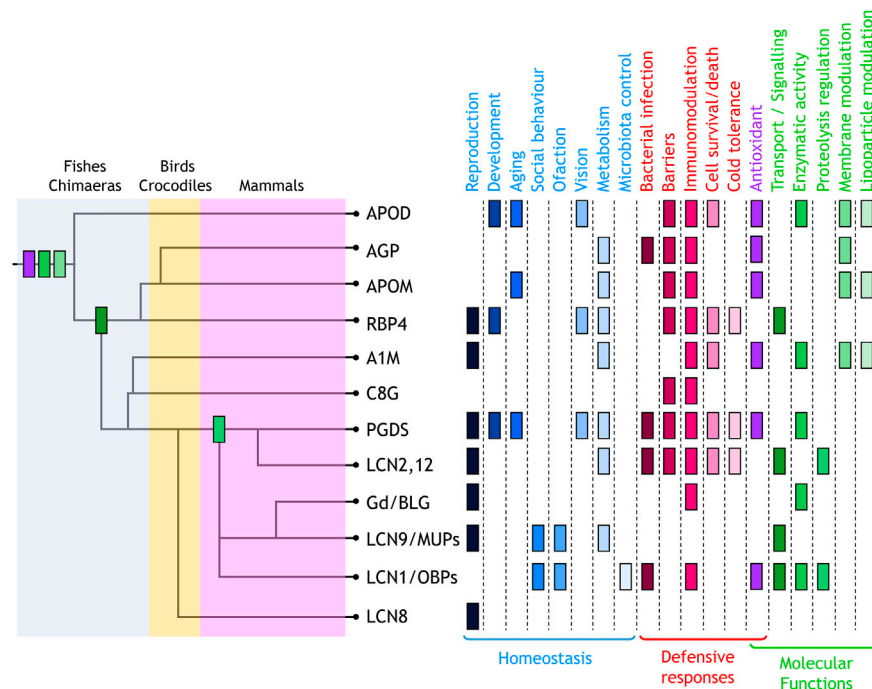 Fishes
Chimaeras
Birds
Crocodiles
Mammals
Reproduction
Development
Aging
Social behaviour
Ofaction
Vision
Metabolism
Microbiota control
Bacterial infection
Barriers
Immunomodulation
Cell survival/death
Cold tolerance
Antioxidant
Transport / Signalling
Enzymatic activity
Proteolysis regulation
Membrane modulation
Lipoparticle modulation
APOD
AGP
APOM
RBP4
A1M
C8G
PGDS
LCN2,12
Gd/BLG
LCN9/MUPs
LCN1/OBPs
LCN8
Homeostasis
Defensive
responses
Molecular
Functions